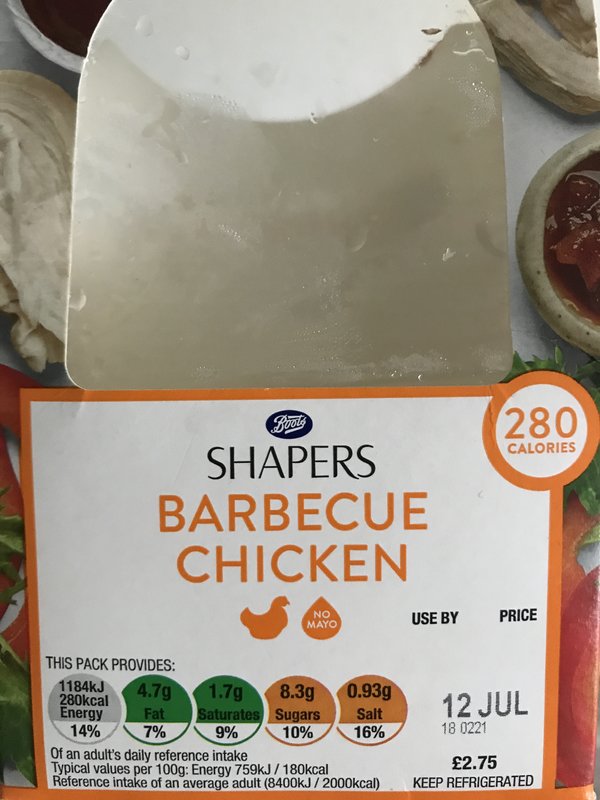 280
CALORIES
Boots
SHAPERS
BARBECUE
CHICKEN
NO
MAYO
USE BY PRICE
THIS PACK PROVIDES:
1184kJ 4.7g 1.7g 8.3g 0.93g
280kcal
Energy Fat Saturates Sugars Salt
14% 7% 9% 10% 16%
12 JUL
18 0221
Of an adult's daily reference intake
Typical values per 100g: Energy 759kJ / 180kcal
Reference intake of an average adult (8400kJ / 2000kcal)
£2.75
KEEP REFRIGERATED